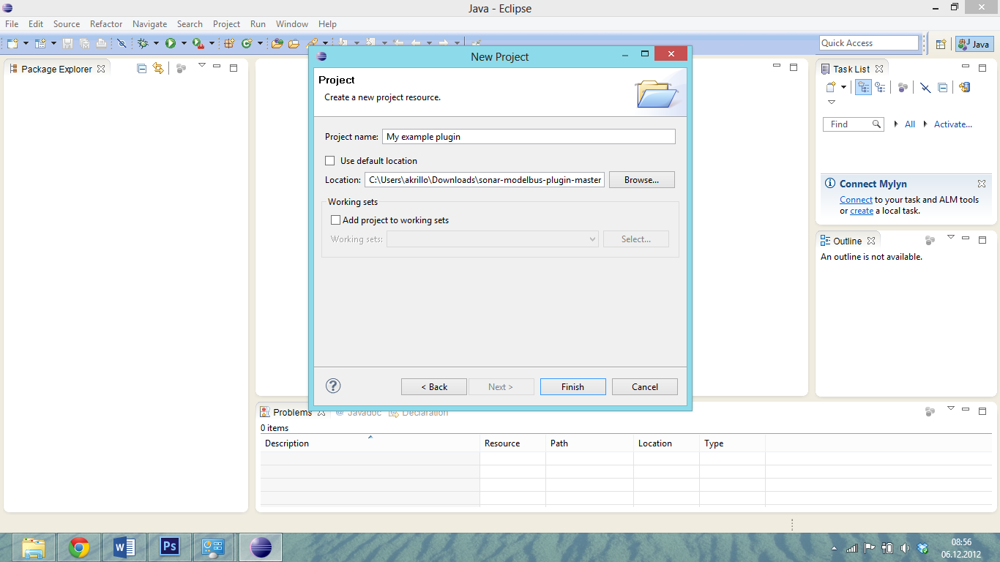 Java - Eclipse
File Edit Source Refactor Navigate Search Project Run Window Help
Quick Access
Java
Package Explorer
New Project
Project
Create a new project resource.
Project name: My example plugin
Use default location
Location: C:\Users\akrillo\Downloads\sonar-modelbus-plugin-master Browse...
Working sets
Add project to working sets
Working sets: Select...
< Back Next > Finish Cancel
Task List
Find All Activate...
Connect Mylyn
Connect to your task and ALM tools
or create a local task.
Outline
An outline is not available.
Problems @ Javadoc Declaration
0 items
Description Resource Path Location Type
Ps
08:56
06.12.2012